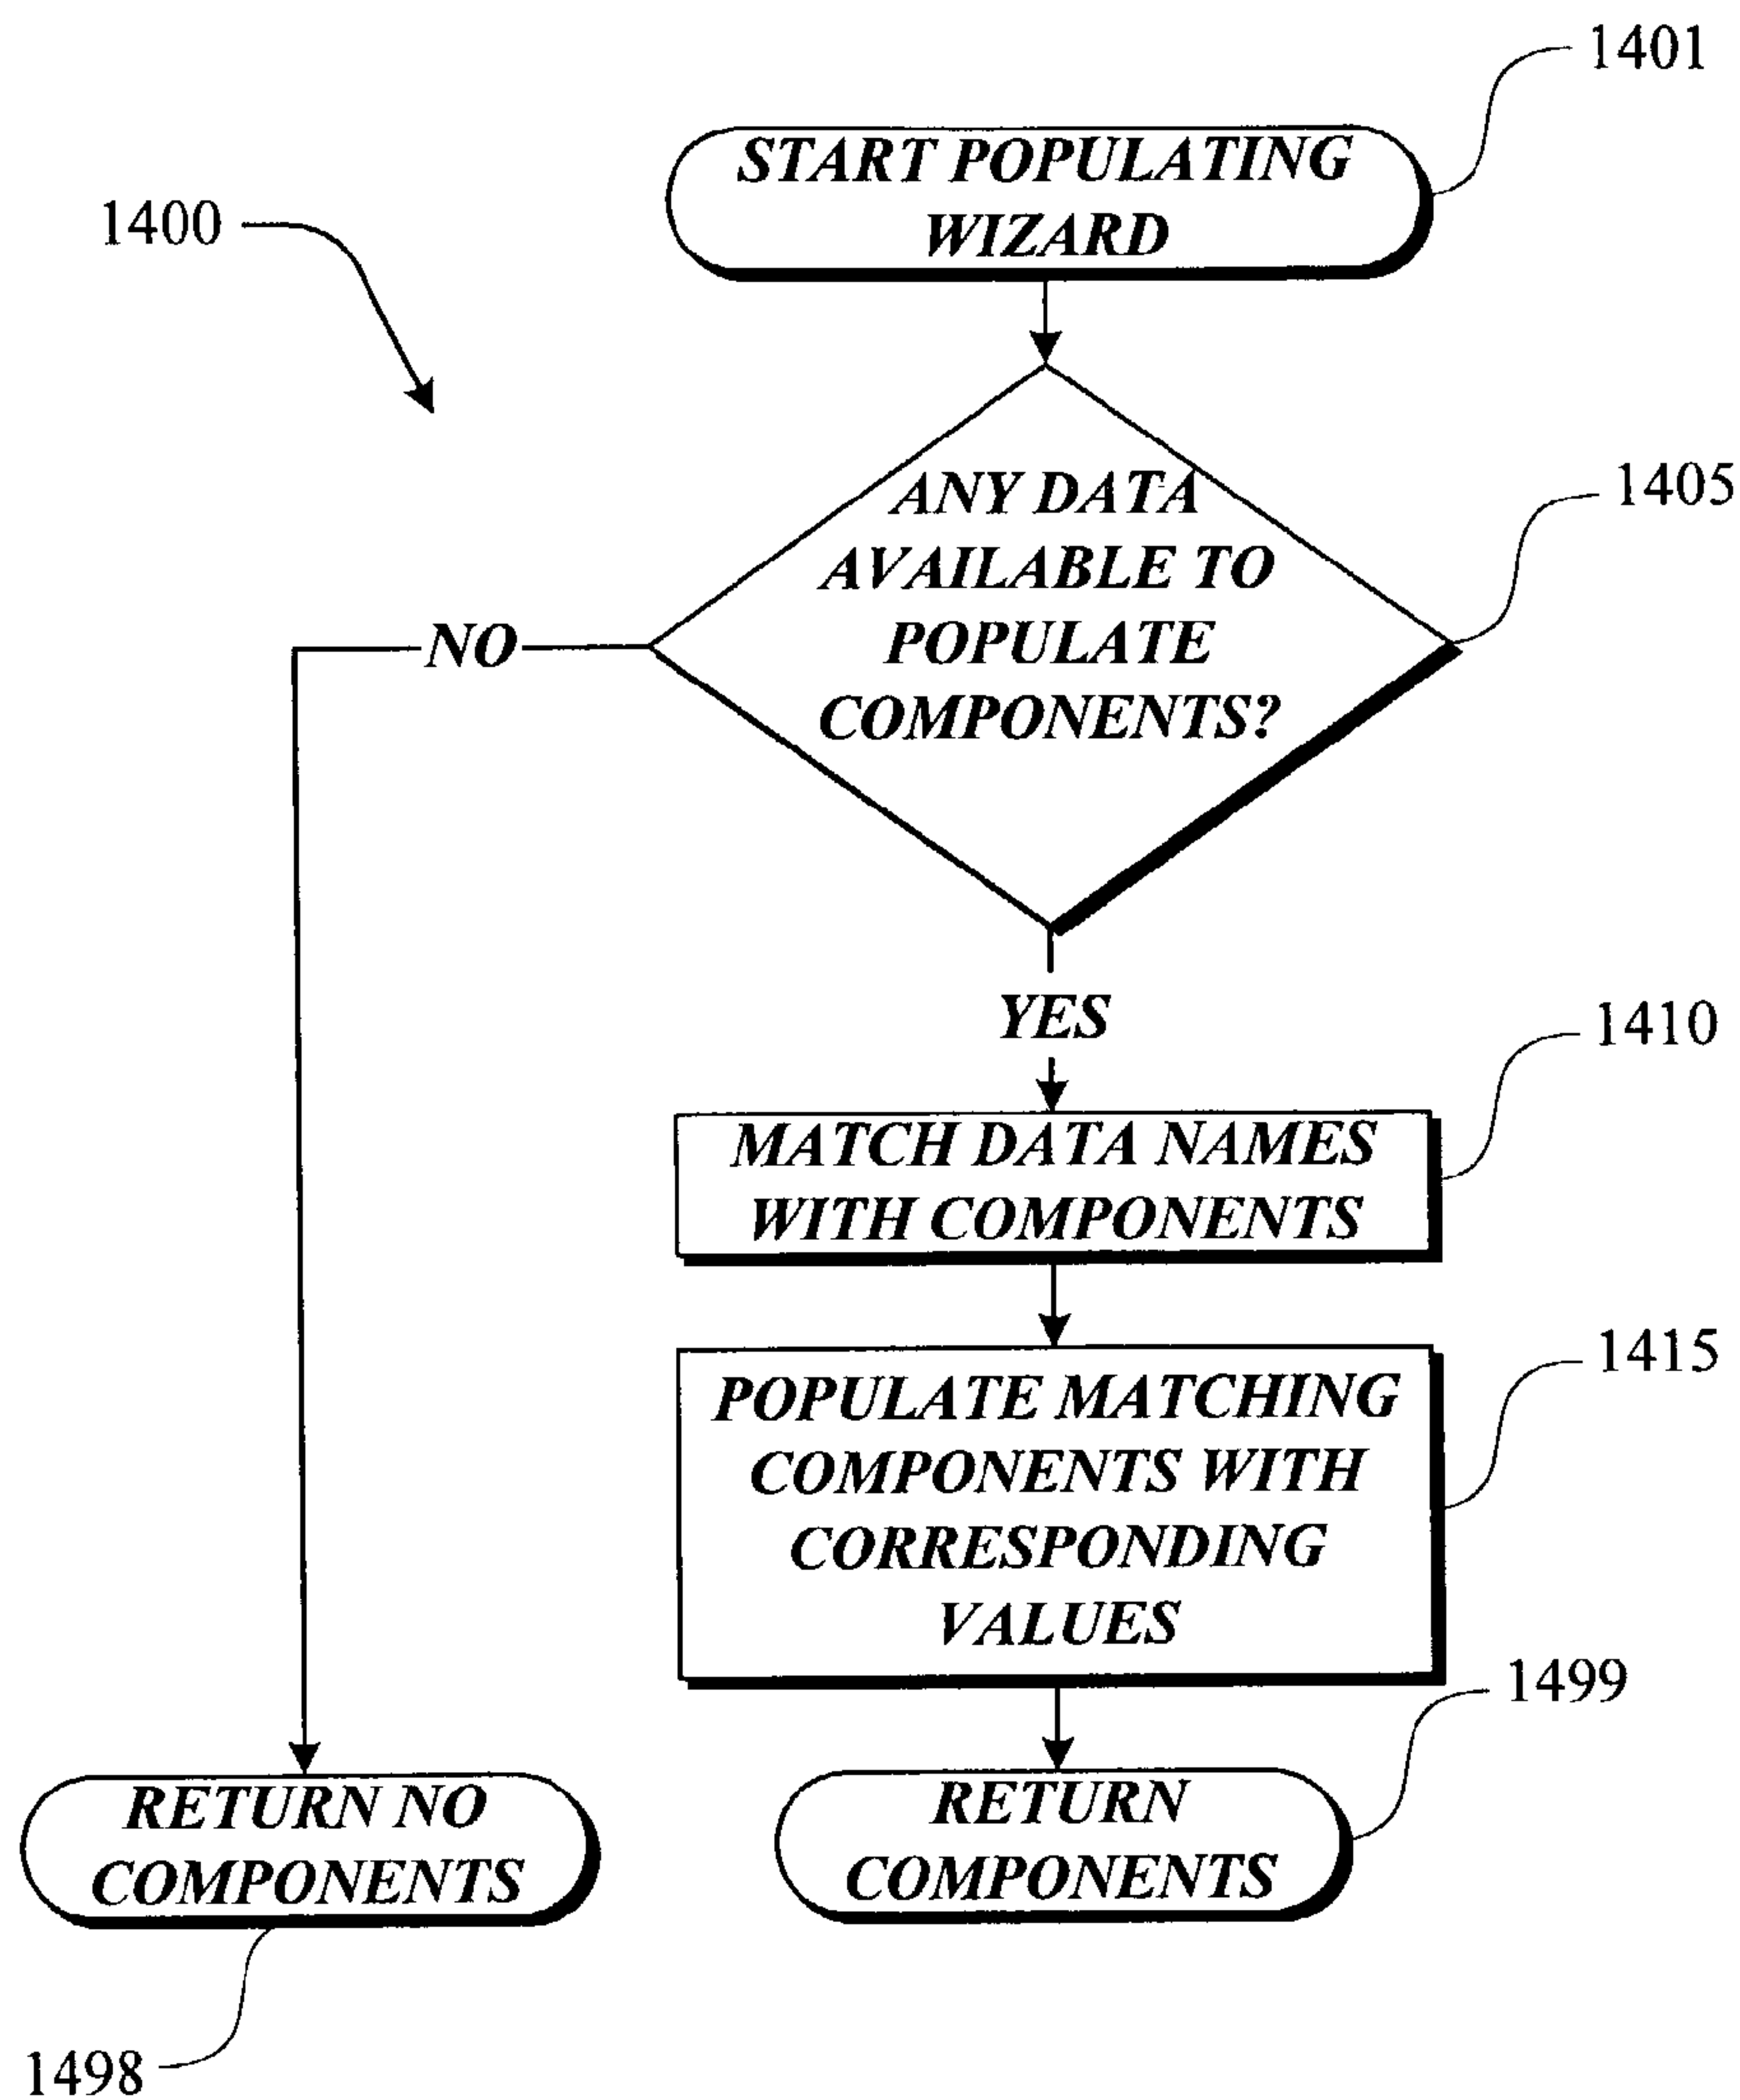 1401
START POPULATING
WIZARD
1400
ANY DATA
AVAILABLE TO
POPULATE
COMPONENTS?
1405
NO
YES
1410
MATCH DATA NAMES
WITH COMPONENTS
1415
POPULATE MATCHING
COMPONENTS WITH
CORRESPONDING
VALUES
1499
RETURN NO
COMPONENTS
RETURN
COMPONENTS
1498